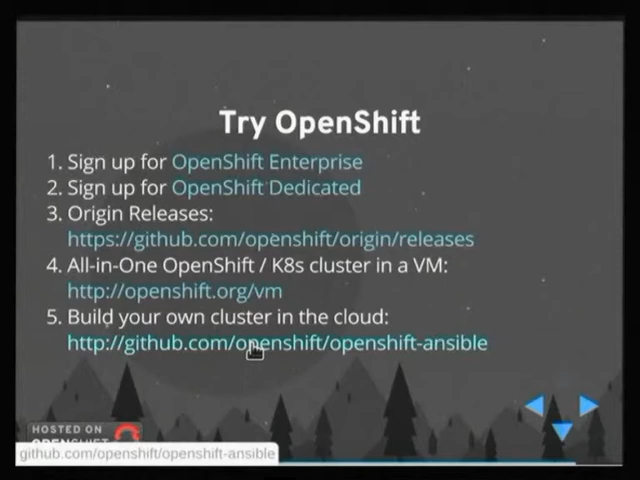 Try OpenShift
1. Sign up for OpenShift Enterprise
2. Sign up for OpenShift Dedicated
3. Origin Releases:
https://github.com/openshift/origin/releases
4. All-in-One OpenShift / K8s cluster in a VM:
http://openshift.org/vm
5. Build your own cluster in the cloud:
http://github.com/openshift/openshift-ansible
HOSTED ON
OPENSHIFT
github.com/openshift/openshift-ansible